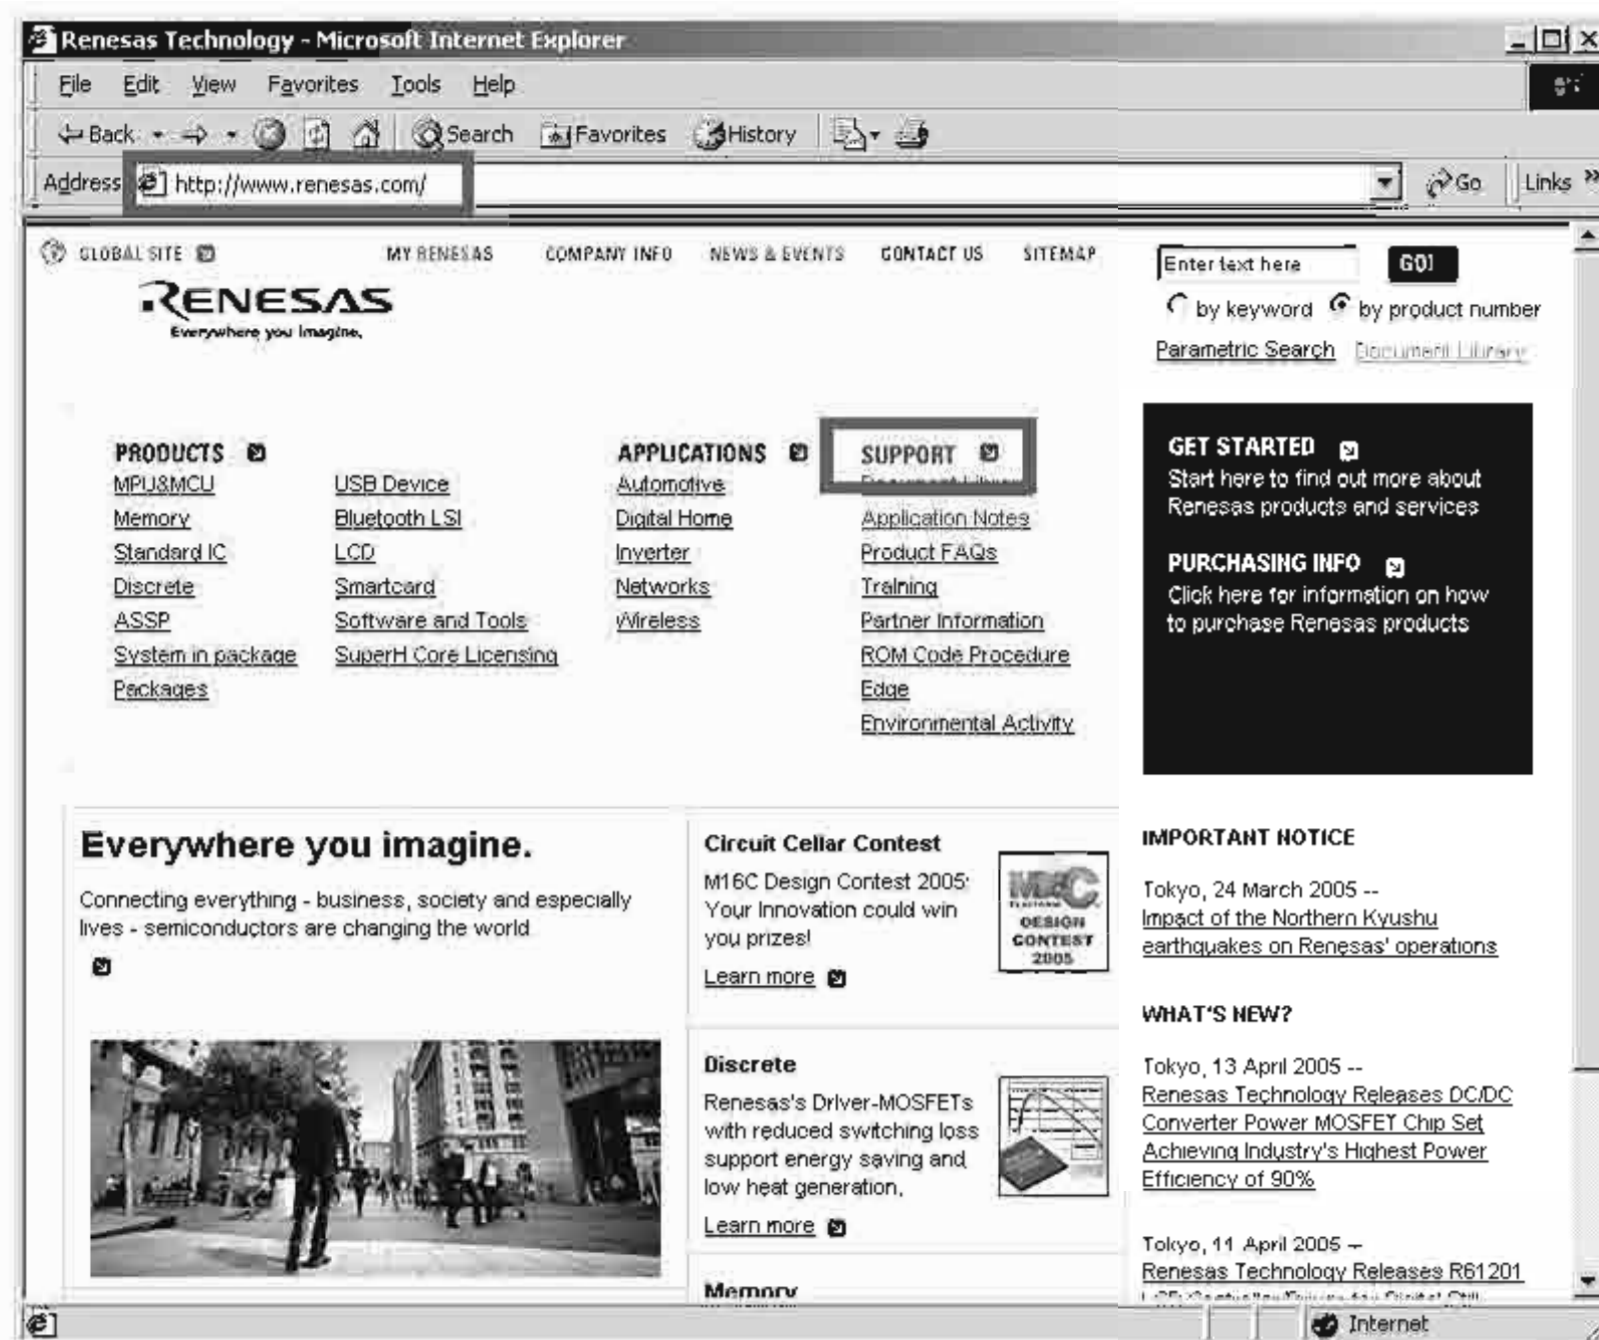 Renesas Technology - Microsoft Internet Explorer
File Edit View Favorites Tools Help
Back Search Favorites History
Address http://www.renesas.com/ Go Links »
GLOBAL SITE MY RENESAS COMPANY INFO NEWS & EVENTS CONTACT US SITEMAP
Enter text here GO!
by keyword by product number
Parametric Search Document Library
RENESAS
Everywhere you imagine.
PRODUCTS
MPU&MCU
Memory
Standard IC
Discrete
ASSP
System in package
Packages
USB Device
Bluetooth LSI
LCD
Smartcard
Software and Tools
SuperH Core Licensing
APPLICATIONS
Automotive
Digital Home
Inverter
Networks
Wireless
SUPPORT
Document Library
Application Notes
Product FAQs
Training
Partner Information
ROM Code Procedure
Edge
Environmental Activity
GET STARTED
Start here to find out more about
Renesas products and services
PURCHASING INFO
Click here for information on how
to purchase Renesas products
Everywhere you imagine.
Connecting everything - business, society and especially
lives - semiconductors are changing the world
Circuit Cellar Contest
M16C Design Contest 2005:
Your Innovation could win
you prizes!
Learn more
M16C
DESIGN
CONTEST
2005
Discrete
Renesas's Driver-MOSFETs
with reduced switching loss
support energy saving and
low heat generation.
Learn more
Memory
IMPORTANT NOTICE
Tokyo, 24 March 2005 --
Impact of the Northern Kyushu
earthquakes on Renesas' operations
WHAT'S NEW?
Tokyo, 13 April 2005 --
Renesas Technology Releases DC/DC
Converter Power MOSFET Chip Set
Achieving Industry's Highest Power
Efficiency of 90%
Tokyo, 11 April 2005 --
Renesas Technology Releases R61201
Internet